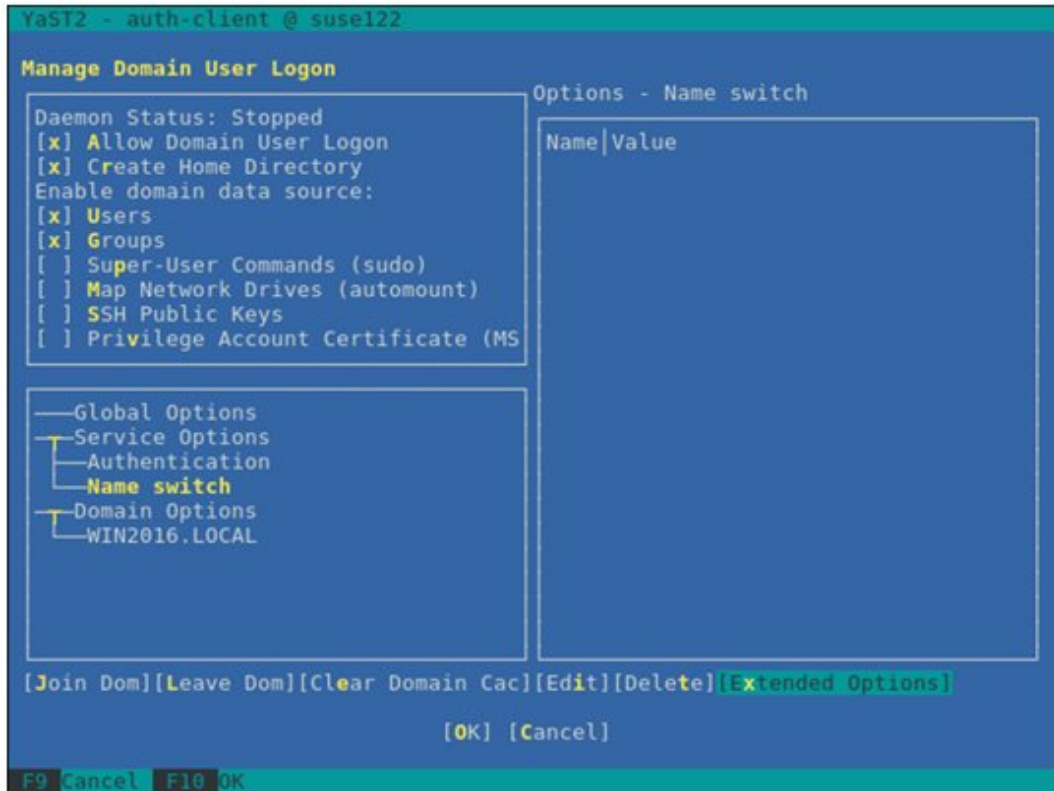 YaST2 - auth-client @ suse122
Manage Domain User Logon
Daemon Status: Stopped
[x] Allow Domain User Logon
[x] Create Home Directory
Enable domain data source:
[x] Users
[x] Groups
[ ] Super-User Commands (sudo)
[ ] Map Network Drives (automount)
[ ] SSH Public Keys
[ ] Privilege Account Certificate (MS
Global Options
Service Options
Authentication
Name switch
Domain Options
WIN2016.LOCAL
Options - Name switch
Name|Value
[Join Dom][Leave Dom][Clear Domain Cac][Edit][Delete][Extended Options]
[OK] [Cancel]
F9 Cancel F10 OK